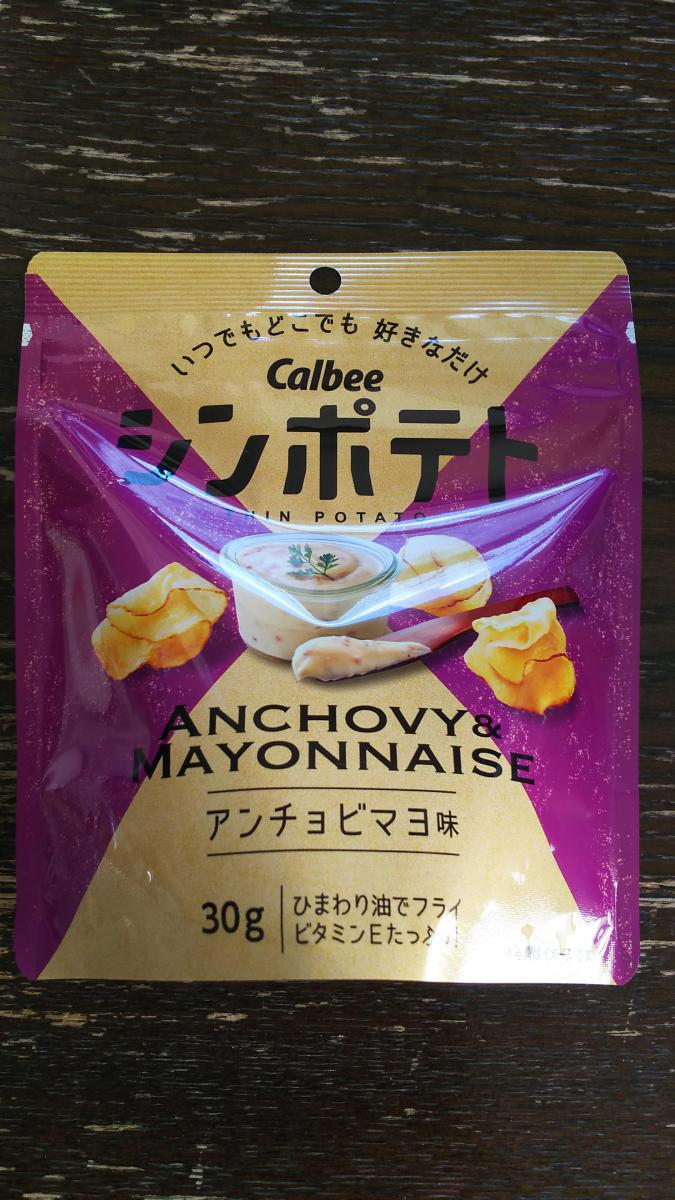 いつでもどこでも 好きなだけ
Calbee
シンポテト
THIN POTATO
ANCHOVY&
MAYONNAISE
アンチョビマヨ味
30g
ひまわり油でフライ
ビタミンEたっぷり